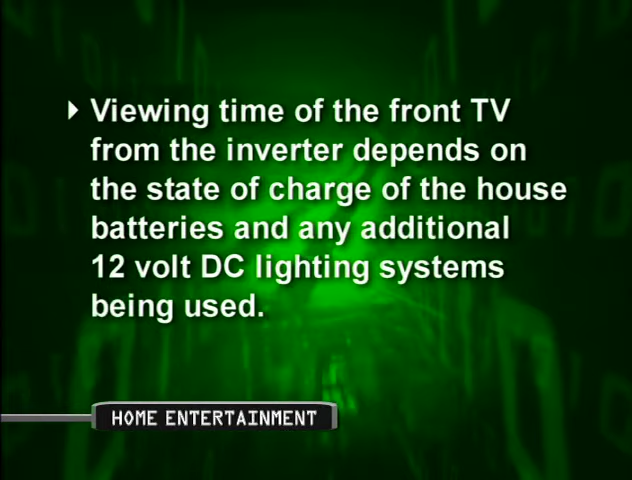 Viewing time of the front TV
from the inverter depends on
the state of charge of the house
batteries and any additional
12 volt DC lighting systems
being used.
HOME ENTERTAINMENT